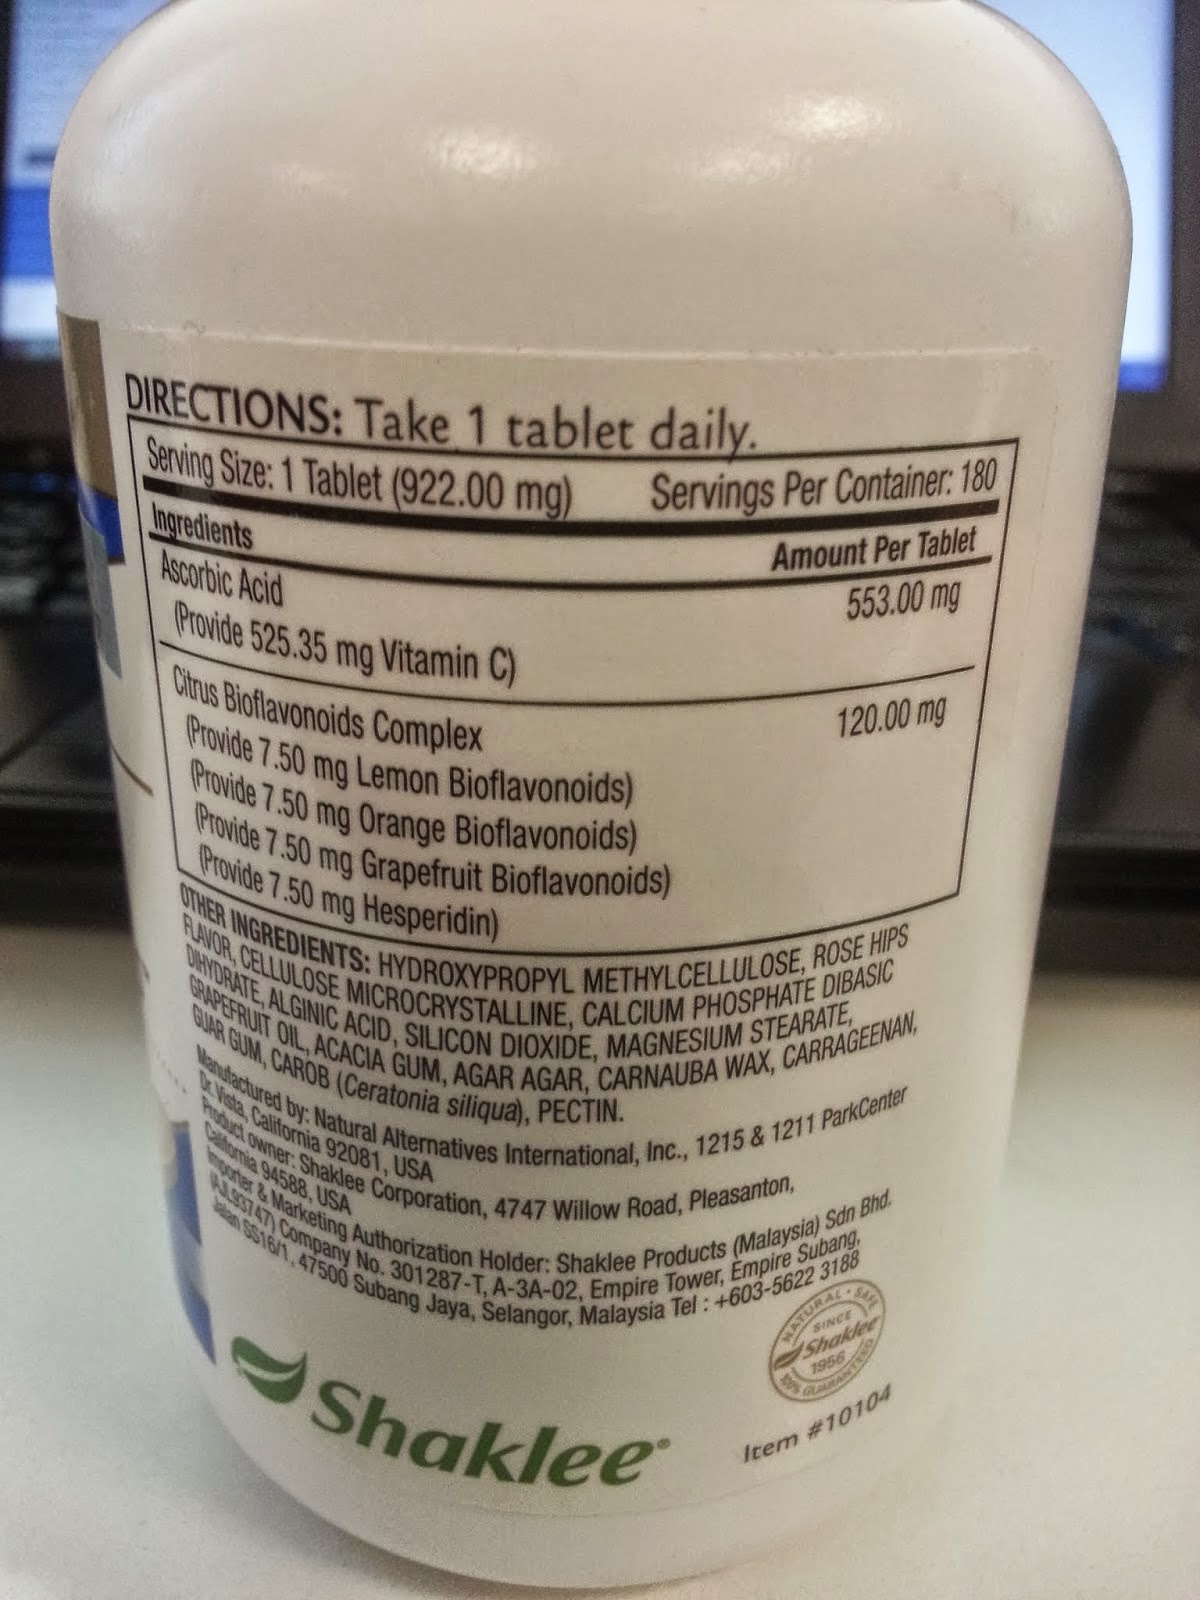 DIRECTIONS: Take 1 tablet daily.
Serving Size: 1 Tablet (922.00 mg) Servings Per Container: 180
Ingredients Amount Per Tablet
Ascorbic Acid 553.00 mg
(Provide 525.35 mg Vitamin C)
Citrus Bioflavonoids Complex 120.00 mg
(Provide 7.50 mg Lemon Bioflavonoids)
(Provide 7.50 mg Orange Bioflavonoids)
(Provide 7.50 mg Grapefruit Bioflavonoids)
(Provide 7.50 mg Hesperidin)
OTHER INGREDIENTS: HYDROXYPROPYL METHYLCELLULOSE, ROSE HIPS
FLAVOR, CELLULOSE MICROCRYSTALLINE, CALCIUM PHOSPHATE DIBASIC
DIHYDRATE, ALGINIC ACID, SILICON DIOXIDE, MAGNESIUM STEARATE,
GRAPEFRUIT OIL, ACACIA GUM, AGAR AGAR, CARNAUBA WAX, CARRAGEENAN,
GUAR GUM, CAROB (Ceratonia siliqua), PECTIN.
Manufactured by: Natural Alternatives International, Inc., 1215 & 1211 ParkCenter
Dr. Vista, California 92081, USA
Product owner: Shaklee Corporation, 4747 Willow Road, Pleasanton,
California 94588, USA
Importer & Marketing Authorization Holder: Shaklee Products (Malaysia) Sdn Bhd.
(AJL93747) Company No. 301287-T, A-3A-02, Empire Tower, Empire Subang,
Jalan SS16/1, 47500 Subang Jaya, Selangor, Malaysia Tel : +603-5622 3188
NATURAL • SAFE
SINCE
Shaklee
1956
100% GUARANTEED
Shaklee®
Item #10104